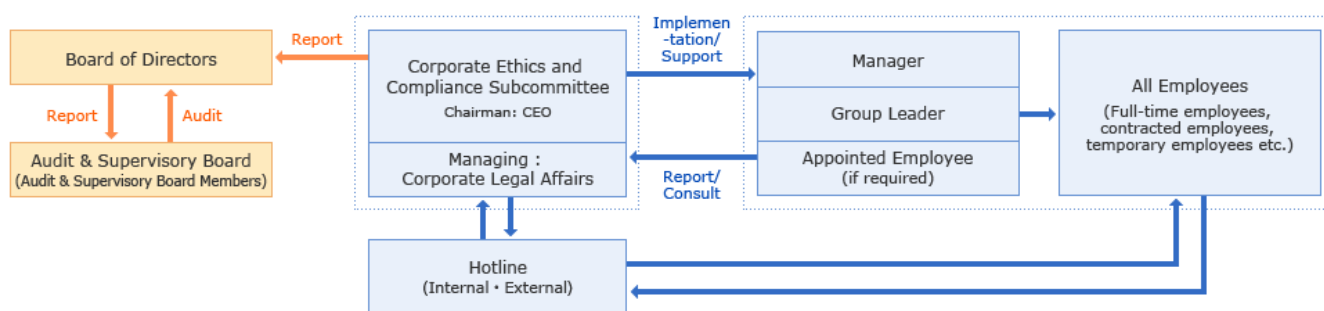 Report
Board of Directors
Report
Audit
Audit & Supervisory Board
(Audit & Supervisory Board Members)
Corporate Ethics and
Compliance Subcommittee
Chairman: CEO
Managing :
Corporate Legal Affairs
Implemen
-tation/
Support
Report/
Consult
Manager
Group Leader
Appointed Employee
(if required)
All Employees
(Full-time employees,
contracted employees,
temporary employees etc.)
Hotline
(Internal・External)